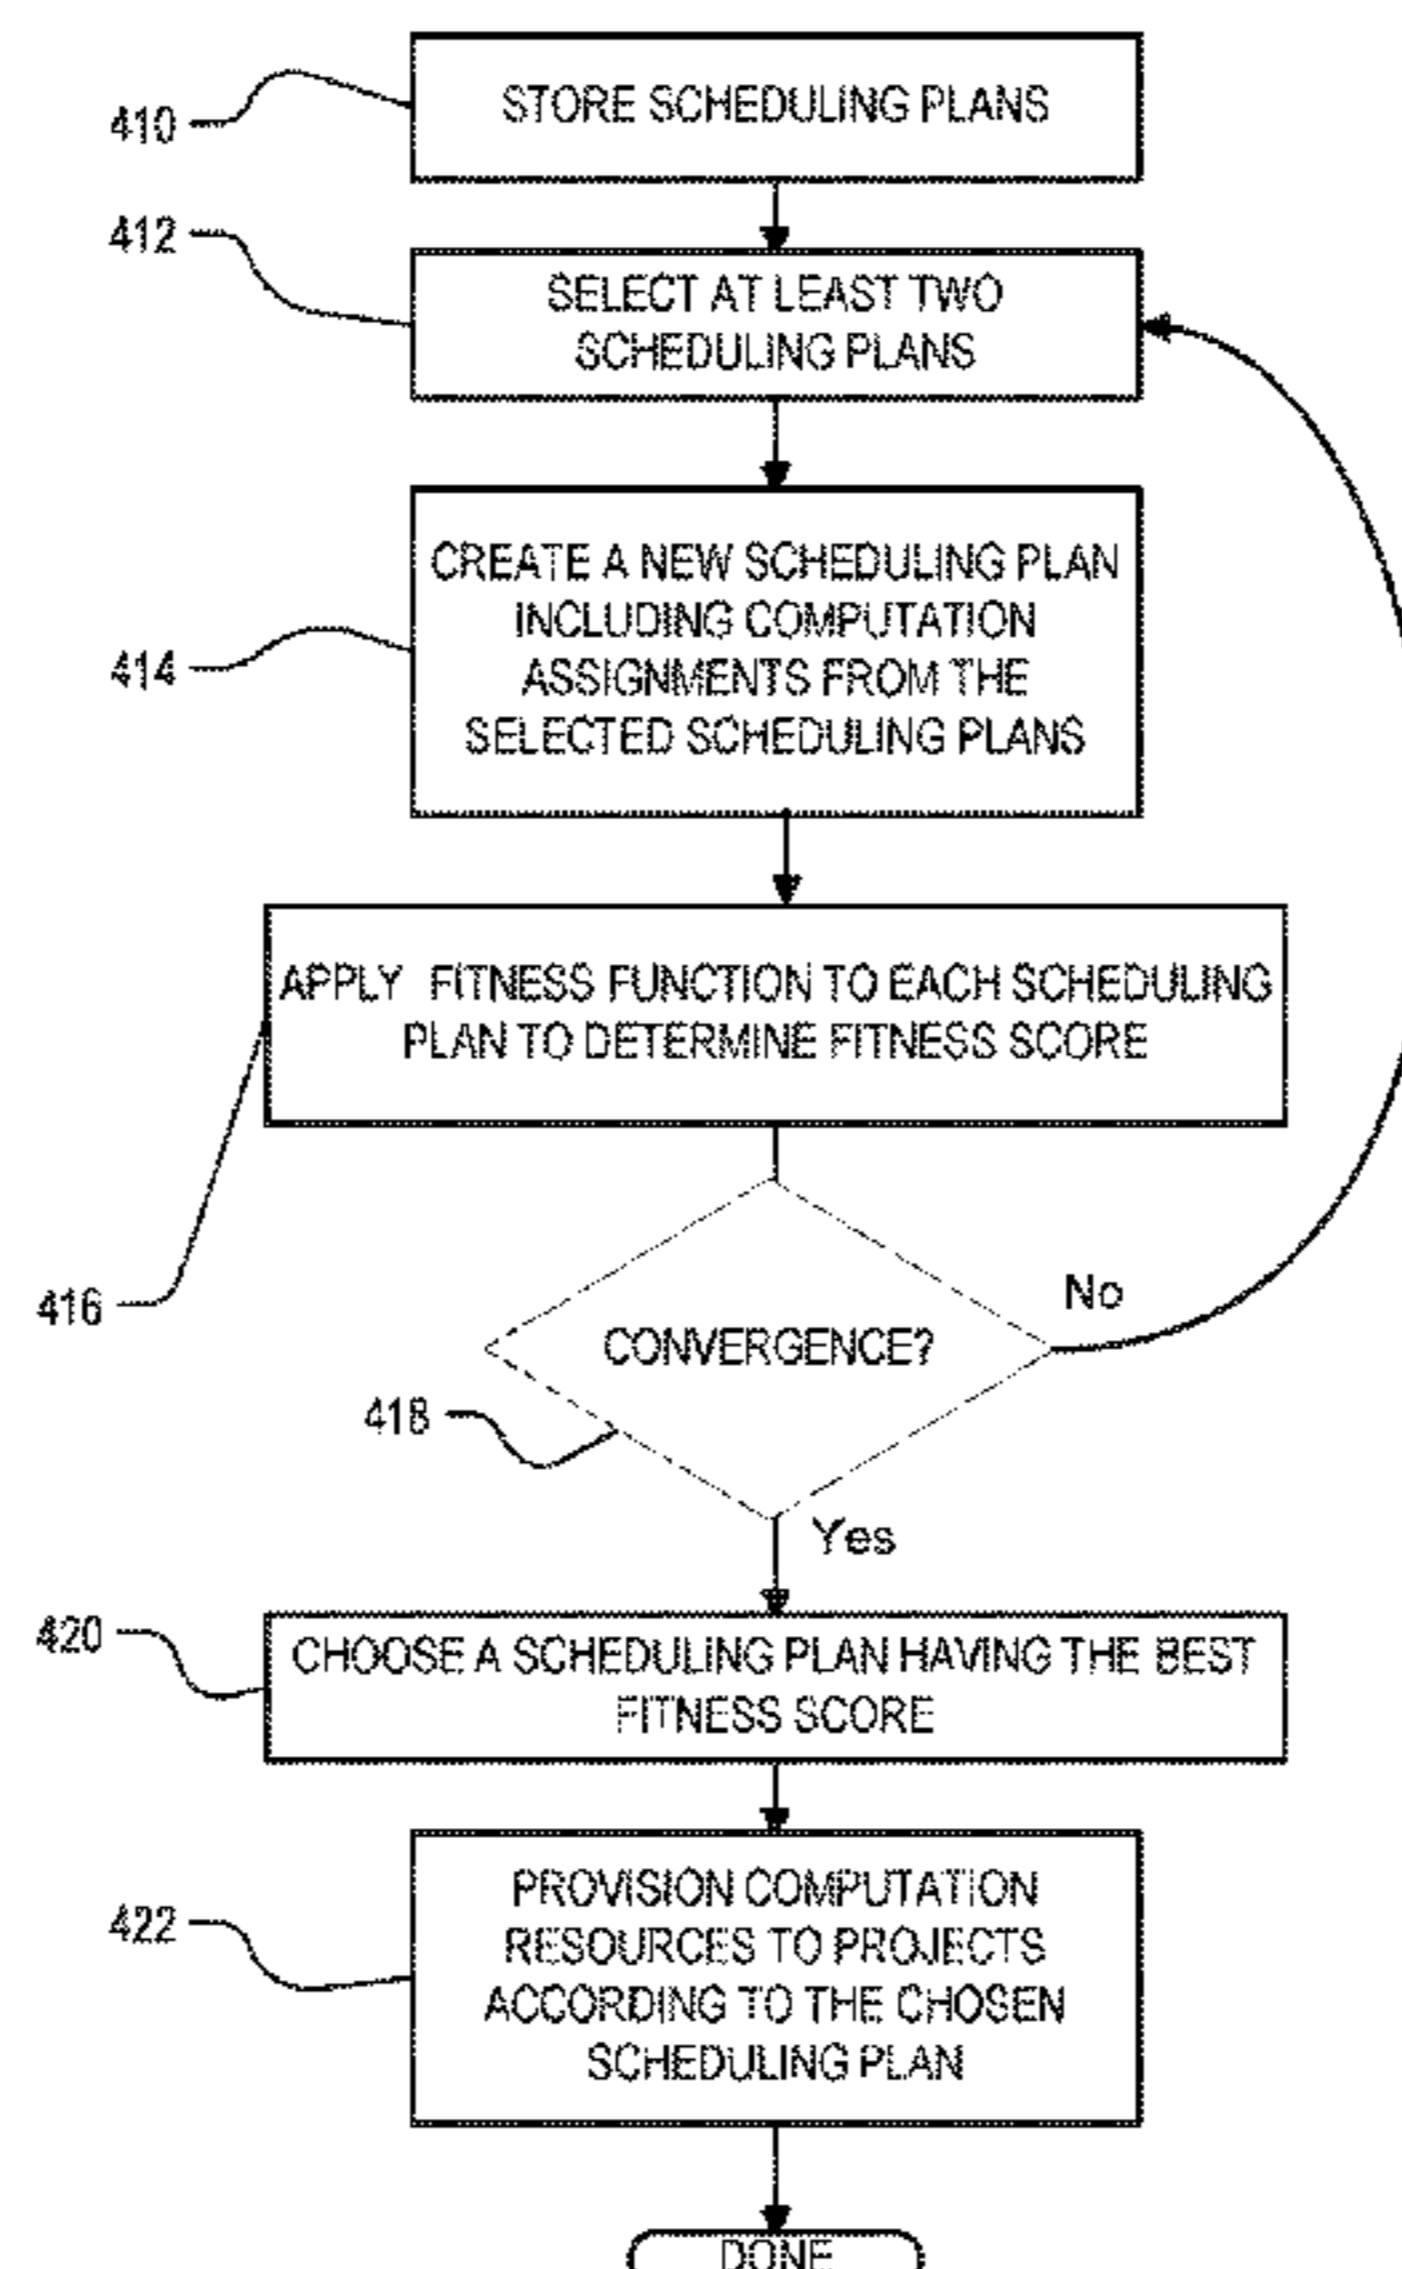 410
STORE SCHEDULING PLANS
412
SELECT AT LEAST TWO
SCHEDULING PLANS
414
CREATE A NEW SCHEDULING PLAN
INCLUDING COMPUTATION
ASSIGNMENTS FROM THE
SELECTED SCHEDULING PLANS
APPLY FITNESS FUNCTION TO EACH SCHEDULING
PLAN TO DETERMINE FITNESS SCORE
416
No
CONVERGENCE?
418
Yes
420
CHOOSE A SCHEDULING PLAN HAVING THE BEST
FITNESS SCORE
422
PROVISION COMPUTATION
RESOURCES TO PROJECTS
ACCORDING TO THE CHOSEN
SCHEDULING PLAN
DONE